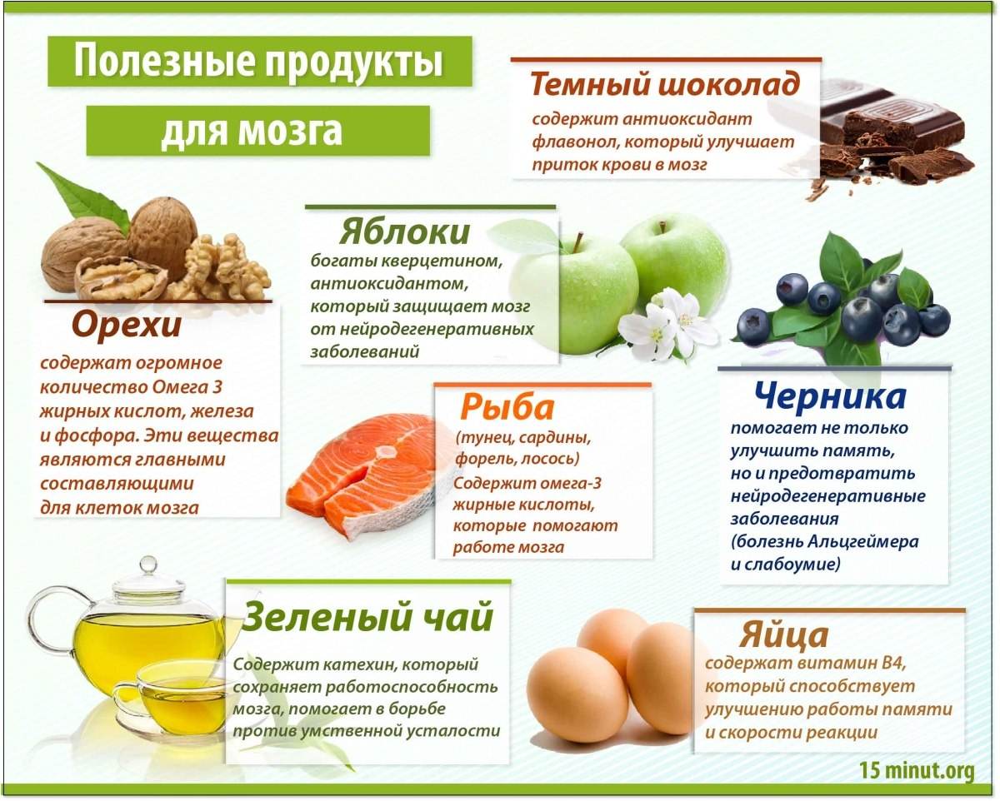 Полезные продукты
для мозга
Темный шоколад
содержит антиоксидант
флавонол, который улучшает
приток крови в мозг
Яблоки
богаты кверцетином,
антиоксидантом,
который защищает мозг
от нейродегенеративных
заболеваний
Орехи
содержат огромное
количество Омега 3
жирных кислот, железа
и фосфора. Эти вещества
являются главными
составляющими
для клеток мозга
Рыба
(тунец, сардины,
форель, лосось)
Содержит омега-3
жирные кислоты,
которые помогают
работе мозга
Черника
помогает не только
улучшить память,
но и предотвратить
нейродегенеративные
заболевания
(болезнь Альцгеймера
и слабоумие)
Зеленый чай
Содержит катехин, который
сохраняет работоспособность
мозга, помогает в борьбе
против умственной усталости
Яйца
содержат витамин В4,
который способствует
улучшению работы памяти
и скорости реакции
15 minut.org